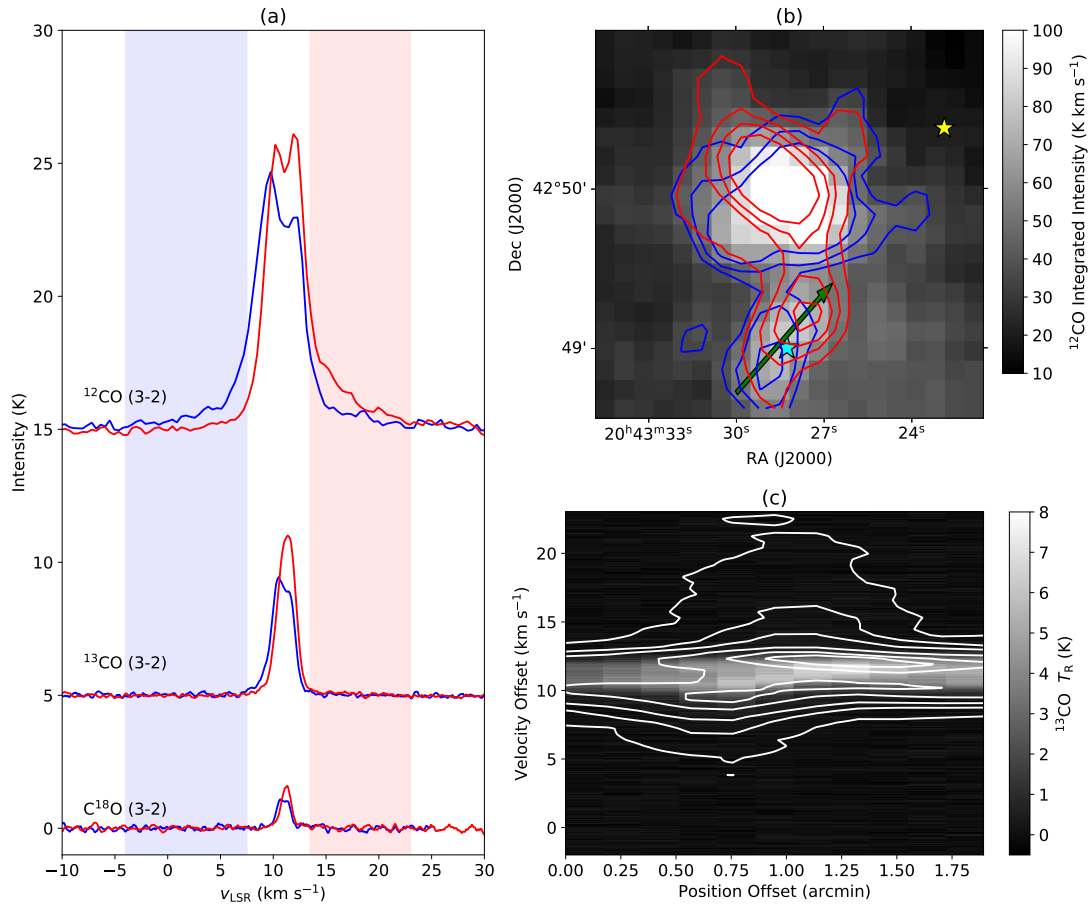 (a)
30
25
20
15
10
5
0
Intensity (K)
¹²CO (3-2)
¹³CO (3-2)
C¹⁸O (3-2)
−10 −5 0 5 10 15 20 25 30
v_LSR (km s⁻¹)
(b)
42°50'
49'
Dec (J2000)
20ʰ43ᵐ33ˢ 30ˢ 27ˢ 24ˢ
RA (J2000)
100
90
80
70
60
50
40
30
20
10
¹²CO Integrated Intensity (K km s⁻¹)
(c)
20
15
10
5
0
Velocity Offset (km s⁻¹)
0.00 0.25 0.50 0.75 1.00 1.25 1.50 1.75
Position Offset (arcmin)
8
7
6
5
4
3
2
1
0
¹³CO T_R (K)